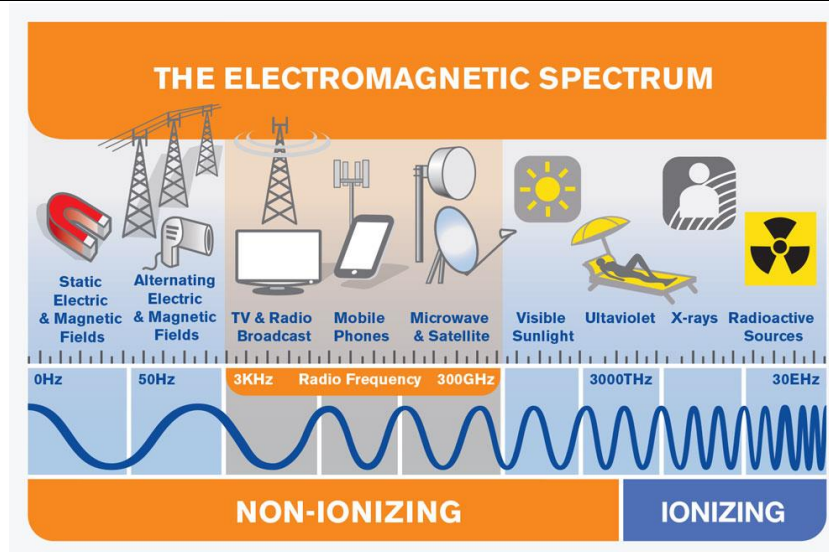 THE ELECTROMAGNETIC SPECTRUM
Static
Electric
& Magnetic
Fields
Alternating
Electric
& Magnetic
Fields
TV & Radio
Broadcast
Mobile
Phones
Microwave
& Satellite
Visible
Sunlight
Ultaviolet
X-rays
Radioactive
Sources
0Hz
50Hz
3KHz
Radio Frequency
300GHz
3000THz
30EHz
NON-IONIZING
IONIZING